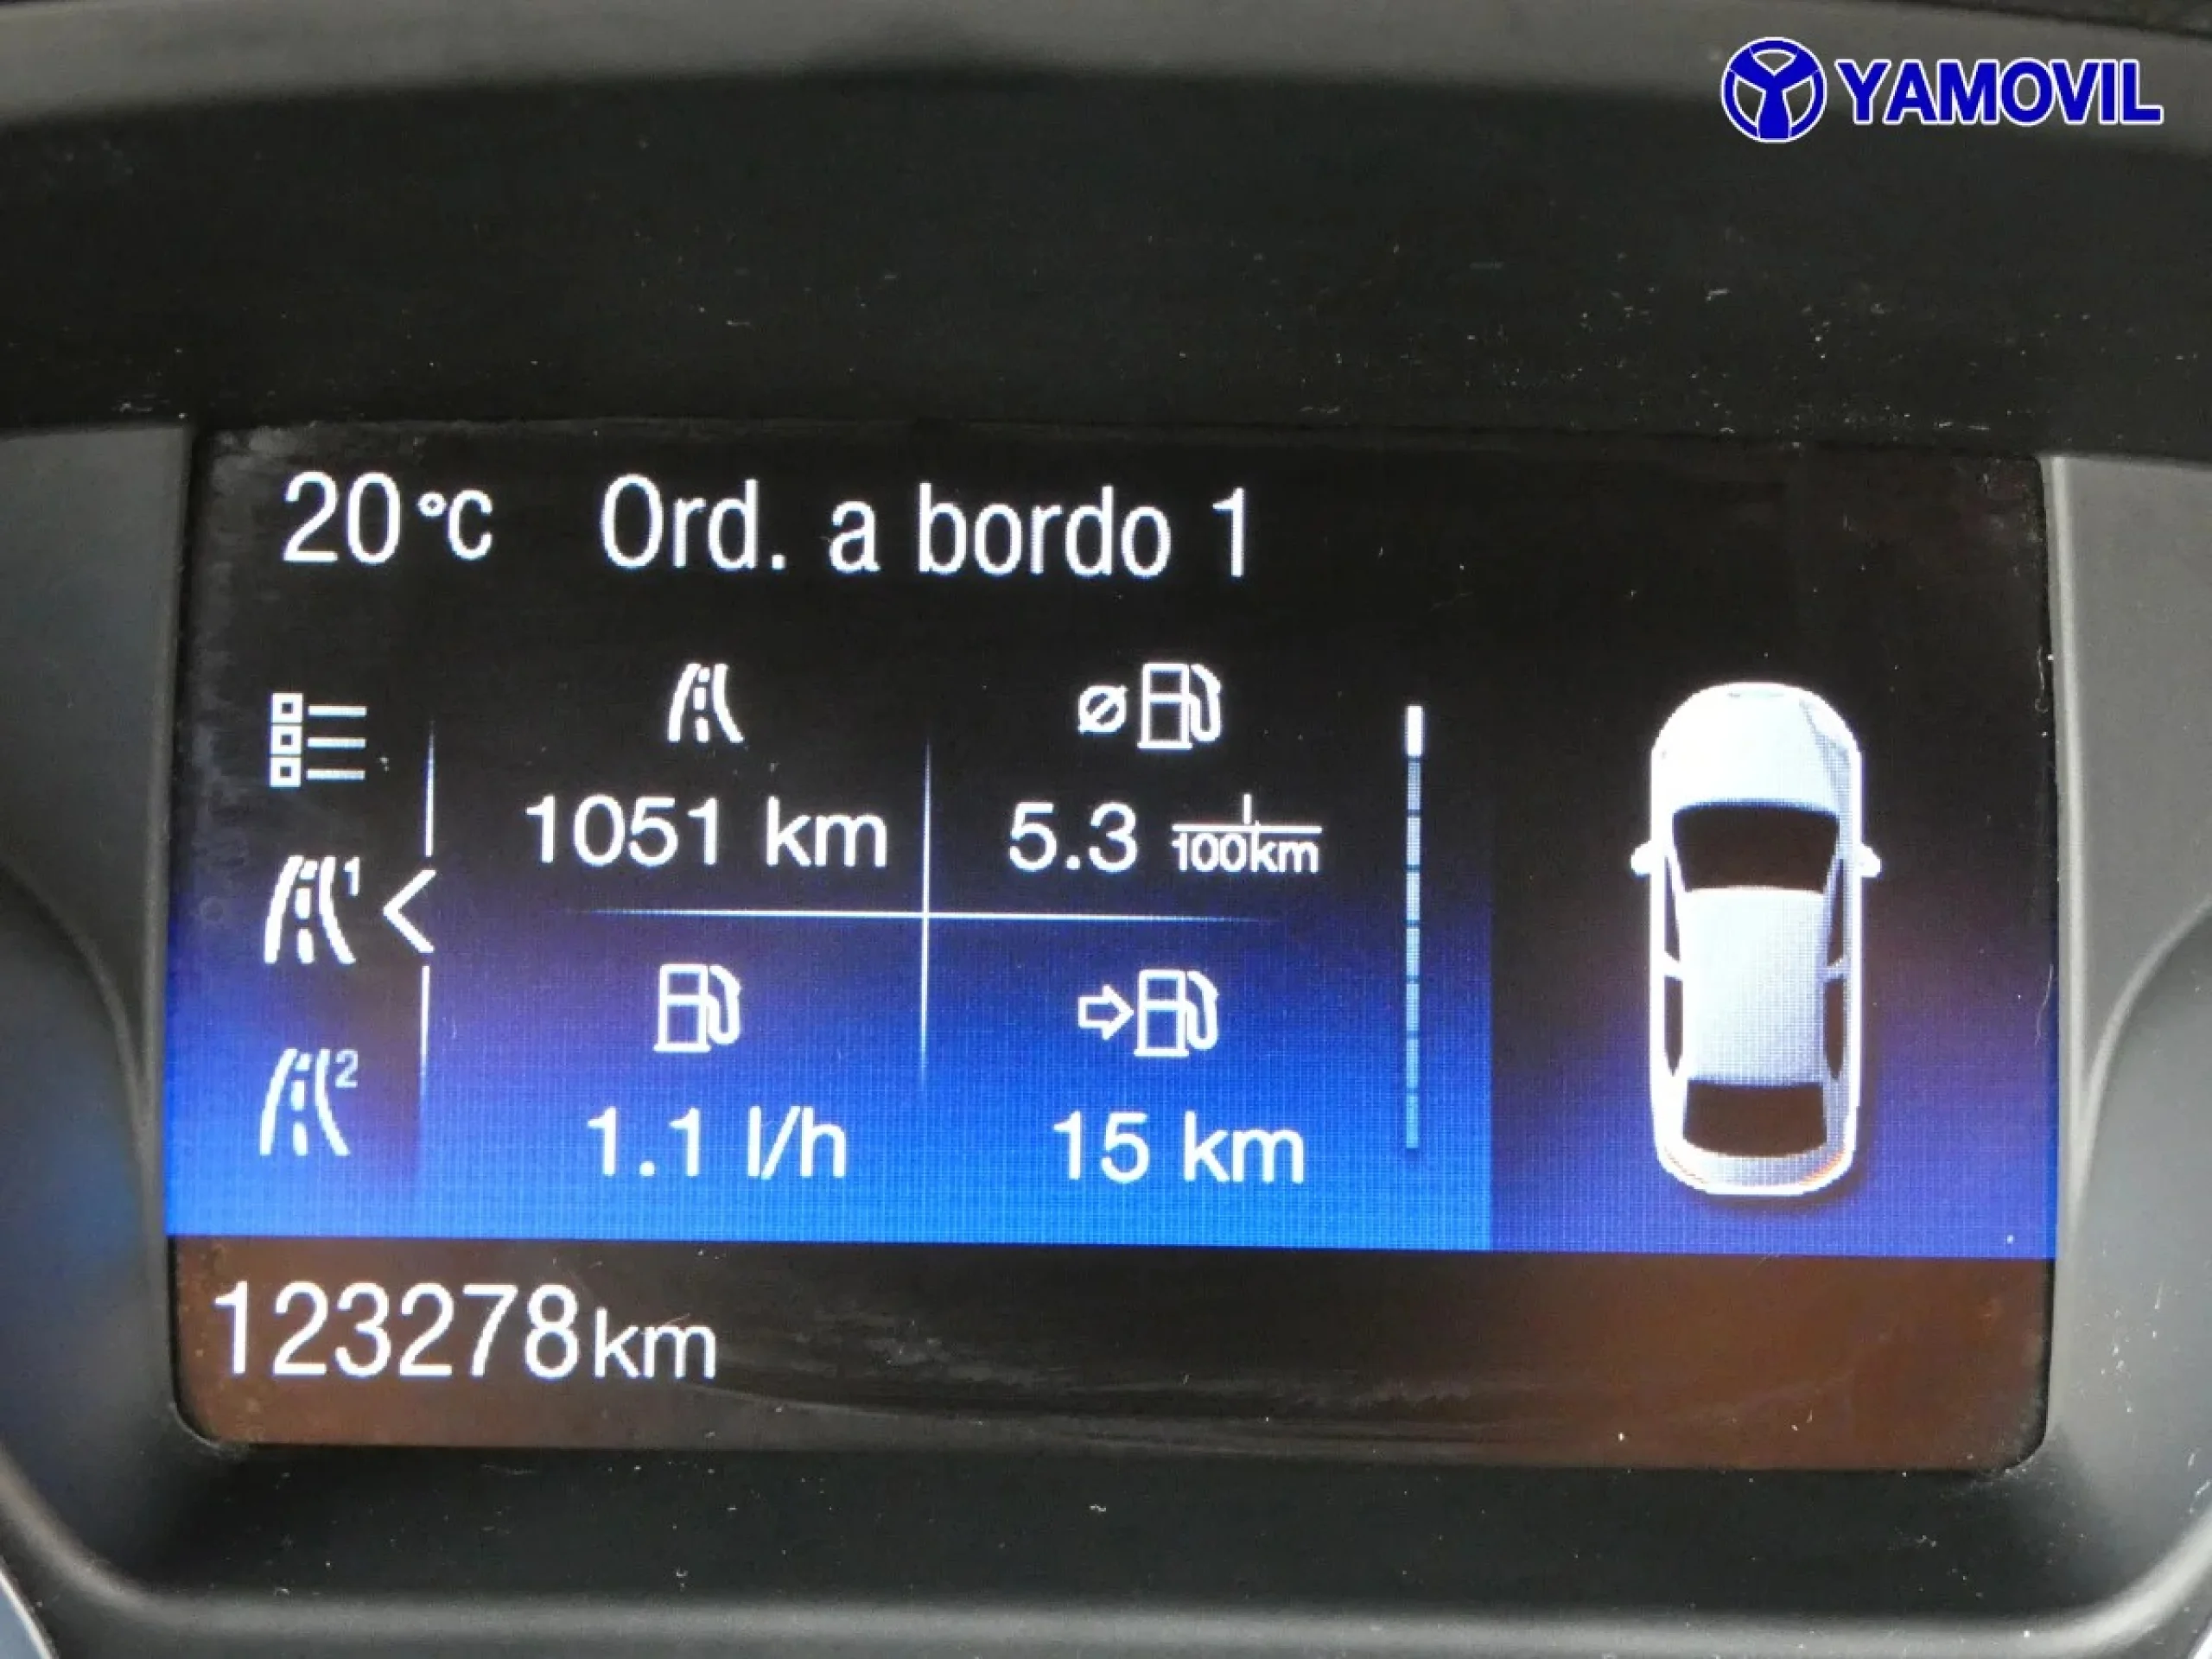 YAMOVIL
20 °C Ord. a bordo 1
1051 km 5.3 l/100km
1
1.1 l/h 15 km
2
123278 km